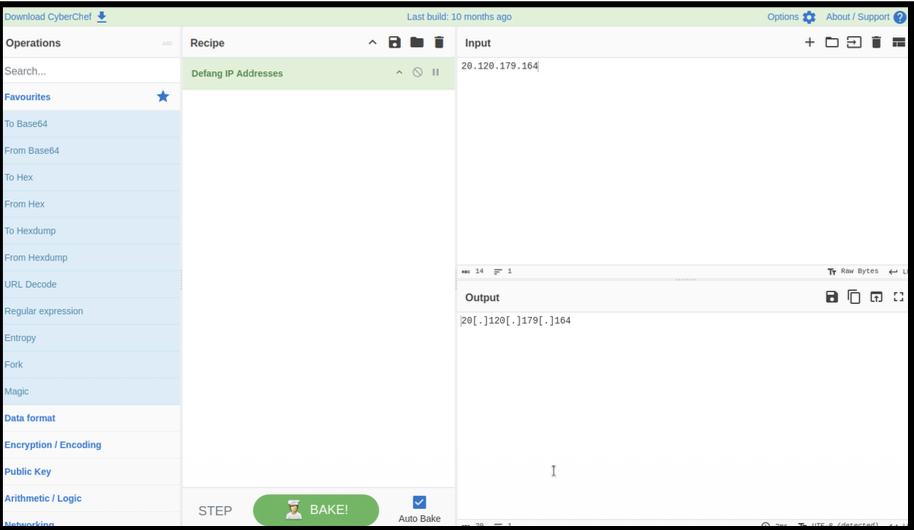 Download CyberChef
Last build: 10 months ago
Options
About / Support
Operations
Search...
Favourites
To Base64
From Base64
To Hex
From Hex
To Hexdump
From Hexdump
URL Decode
Regular expression
Entropy
Fork
Magic
Data format
Encryption / Encoding
Public Key
Arithmetic / Logic
Networking
Recipe
Defang IP Addresses
STEP
BAKE!
Auto Bake
Input
20.120.179.164
14 1
Raw Bytes
Output
20[.]120[.]179[.]164
20 1
UTF-8 (detected)